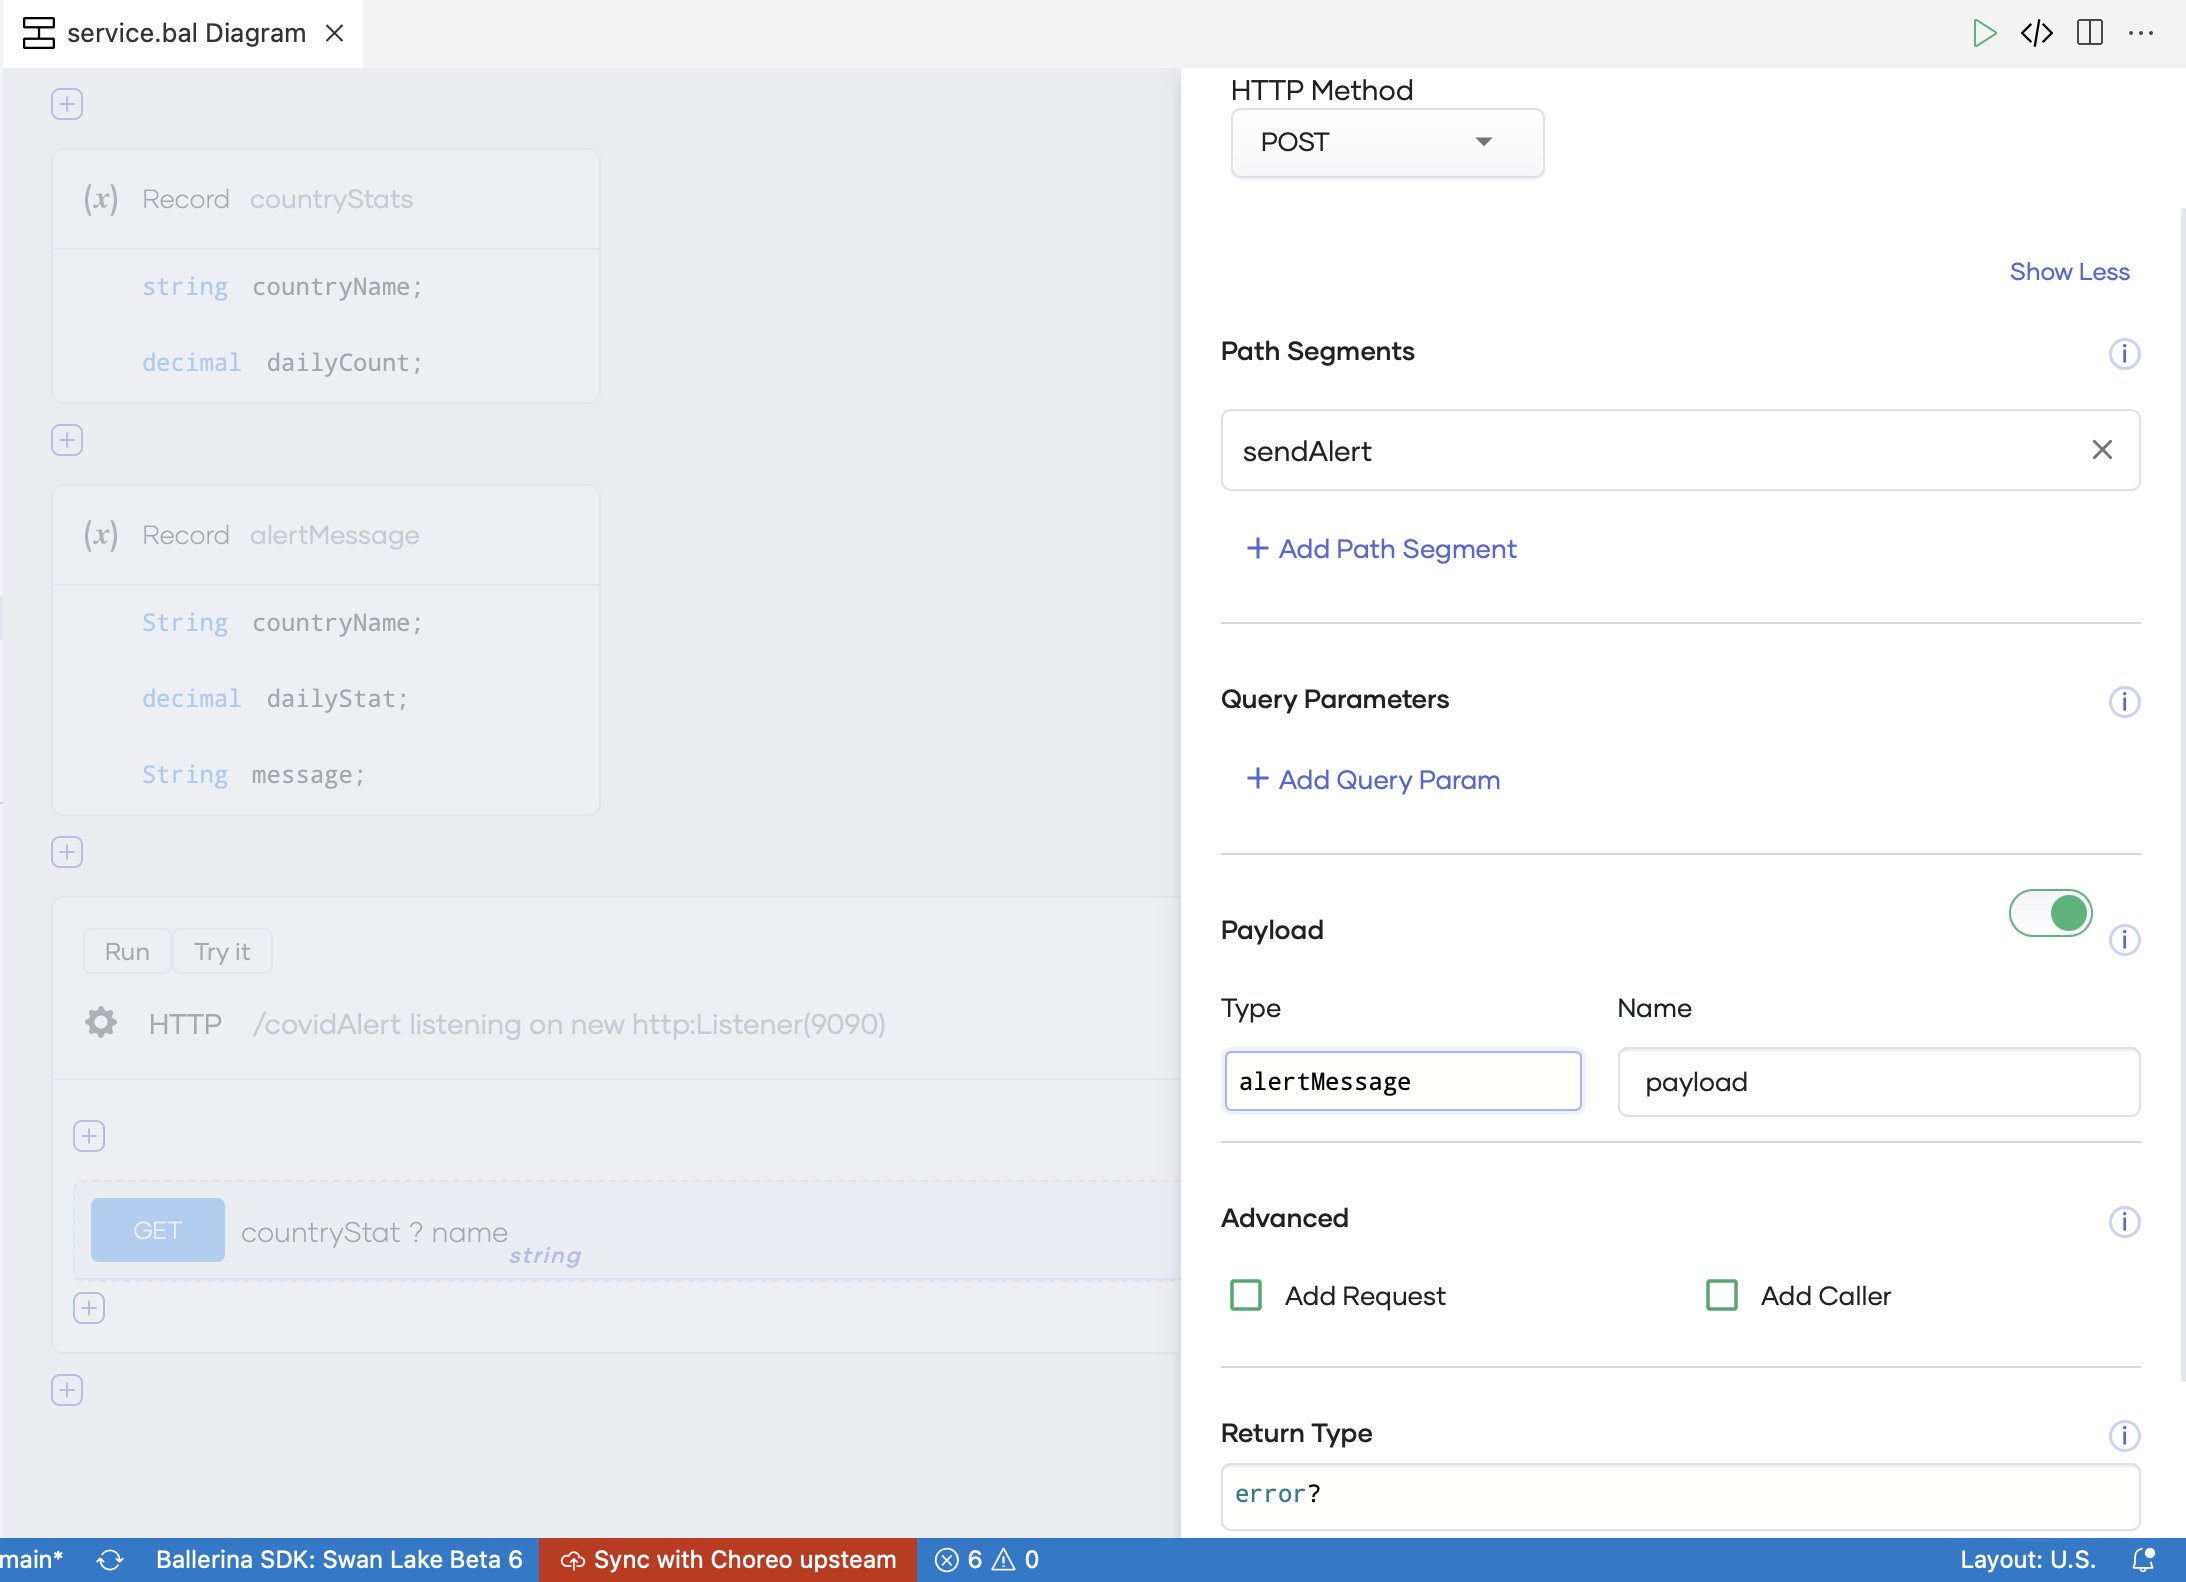 service.bal Diagram
(x) Record countryStats
string countryName;
decimal dailyCount;
(x) Record alertMessage
String countryName;
decimal dailyStat;
String message;
Run Try it
HTTP /covidAlert listening on new http:Listener(9090)
GET countryStat ? name
string
HTTP Method
POST
Show Less
Path Segments
sendAlert
+ Add Path Segment
Query Parameters
+ Add Query Param
Payload
Type Name
alertMessage payload
Advanced
Add Request Add Caller
Return Type
error?
main* Ballerina SDK: Swan Lake Beta 6 Sync with Choreo upsteam 6 0 Layout: U.S.